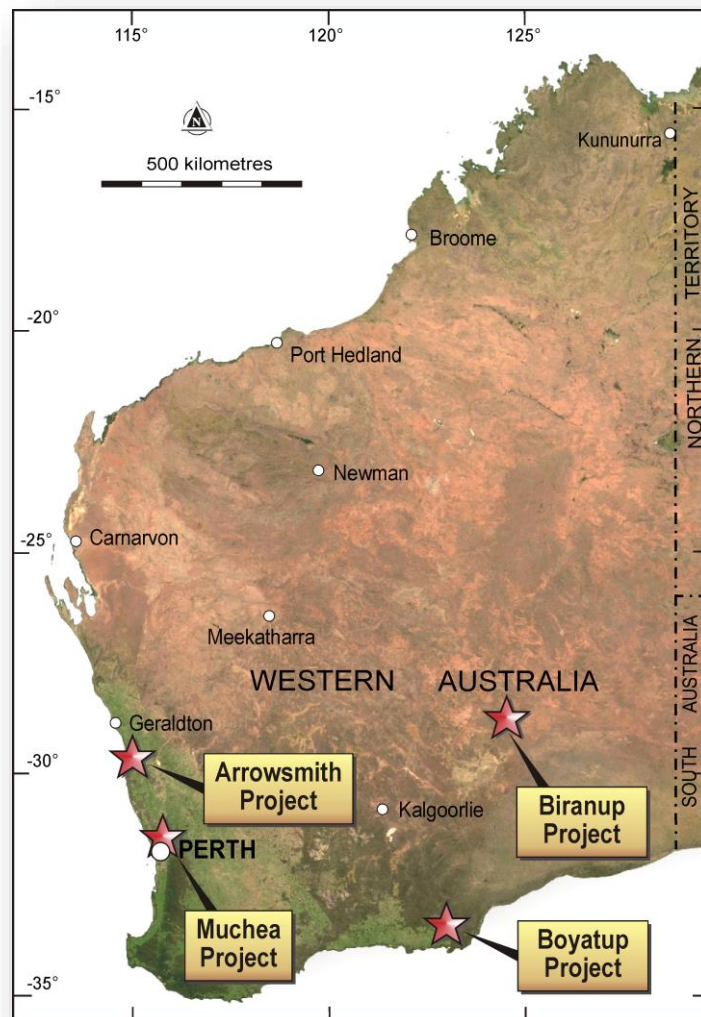 115°
120°
125°
-15°
N
500 kilometres
Kununurra
Broome
NORTHERN TERRITORY
-20°
Port Hedland
Newman
-25°
Carnarvon
Meekatharra
WESTERN AUSTRALIA
SOUTH AUSTRALIA
Geraldton
-30°
Arrowsmith
Project
Biranup
Project
Kalgoorlie
PERTH
Muchea
Project
Boyatup
Project
-35°